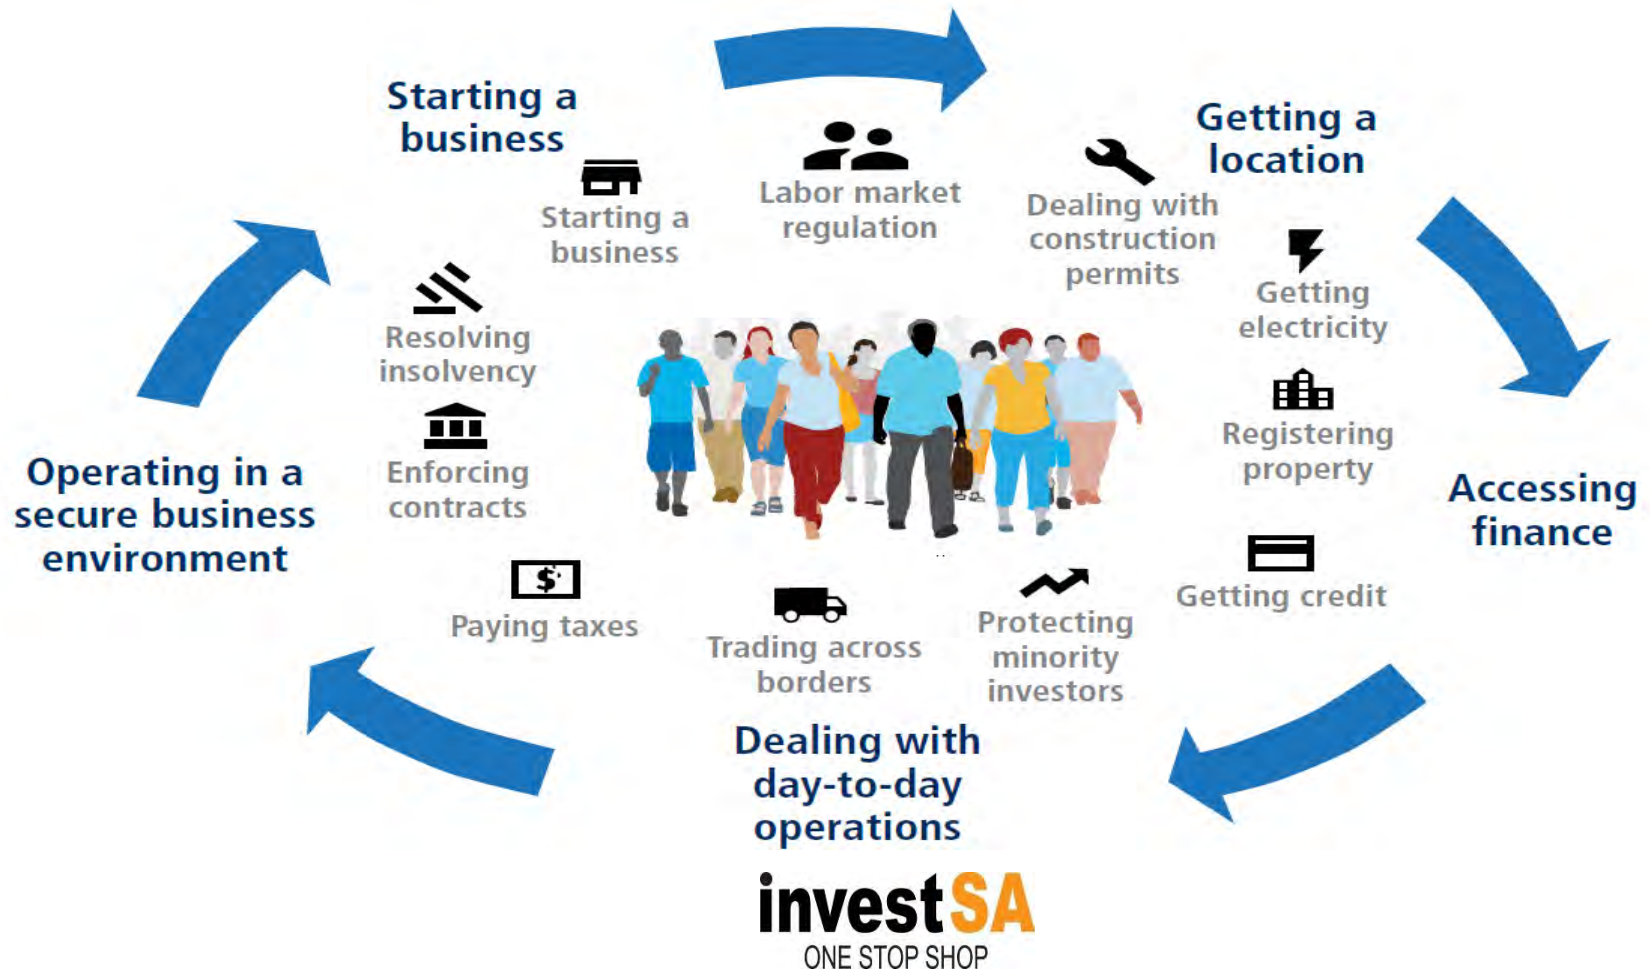 Starting a
business
Starting a
business
Labor market
regulation
Dealing with
construction
permits
Getting a
location
Getting
electricity
Registering
property
Accessing
finance
Getting credit
Protecting
minority
investors
Trading across
borders
Dealing with
day-to-day
operations
Paying taxes
Enforcing
contracts
Resolving
insolvency
Operating in a
secure business
environment
investSA
ONE STOP SHOP